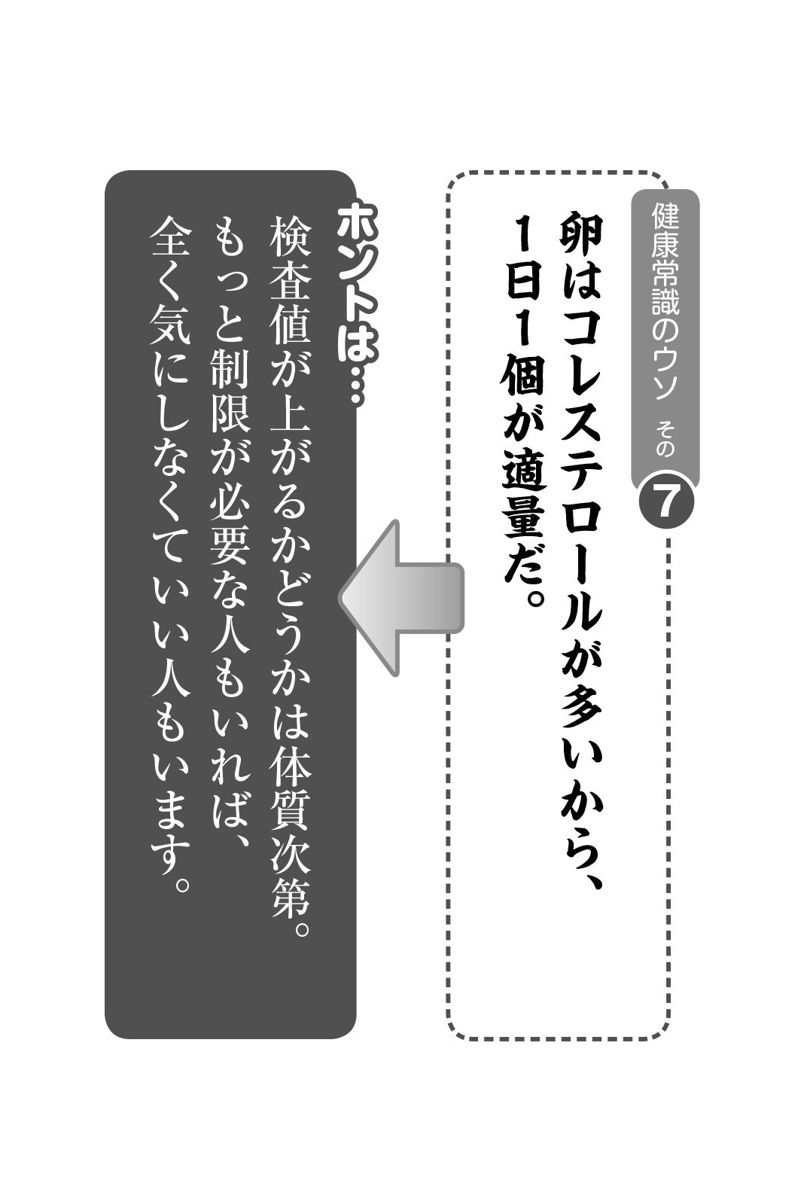 健康常識のウソ その7
卵はコレステロールが多いから、
1日1個が適量だ。
ホントは…
検査値が上がるかどうかは体質次第。
もっと制限が必要な人もいれば、
全く気にしなくていい人もいます。